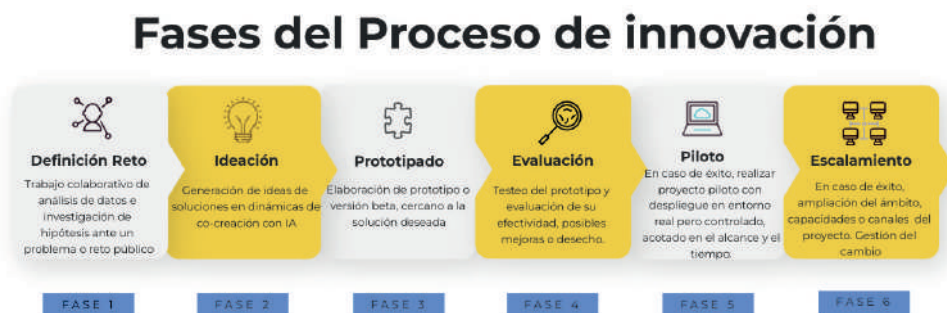 Fases del Proceso de innovación
Definición Reto
Trabajo colaborativo de
análisis de datos e
investigación de
hipótesis ante un
problema o reto público
Ideación
Generación de ideas de
soluciones en dinámicas de
co-creación con IA
Prototipado
Elaboración de prototipo o
versión beta, cercano a la
solución deseada
Evaluación
Testeo del prototipo y
evaluación de su
efectividad, posibles
mejoras o desecho.
Piloto
En caso de éxito, realizar
proyecto piloto con
despliegue en entorno
real pero controlado,
acotado en el alcance y el
tiempo.
Escalamiento
En caso de éxito,
ampliación del ámbito,
capacidades o canales del
proyecto. Gestión del
cambio
FASE 1
FASE 2
FASE 3
FASE 4
FASE 5
FASE 6